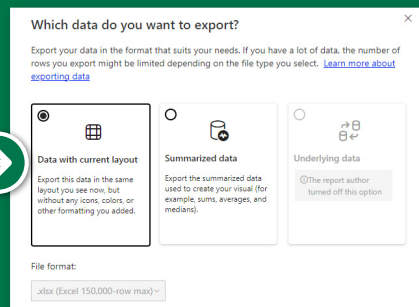 Which data do you want to export?
Export your data in the format that suits your needs. If you have a lot of data, the number of
rows you export might be limited depending on the file type you select. Learn more about
exporting data
Data with current layout
Export this data in the same
layout you see now, but
without any icons, colors, or
other formatting you added.
Summarized data
Export the summarized data
used to create your visual (for
example, sums, averages, and
medians).
Underlying data
The report author
turned off this option
File format:
.xlsx (Excel 150,000-row max)